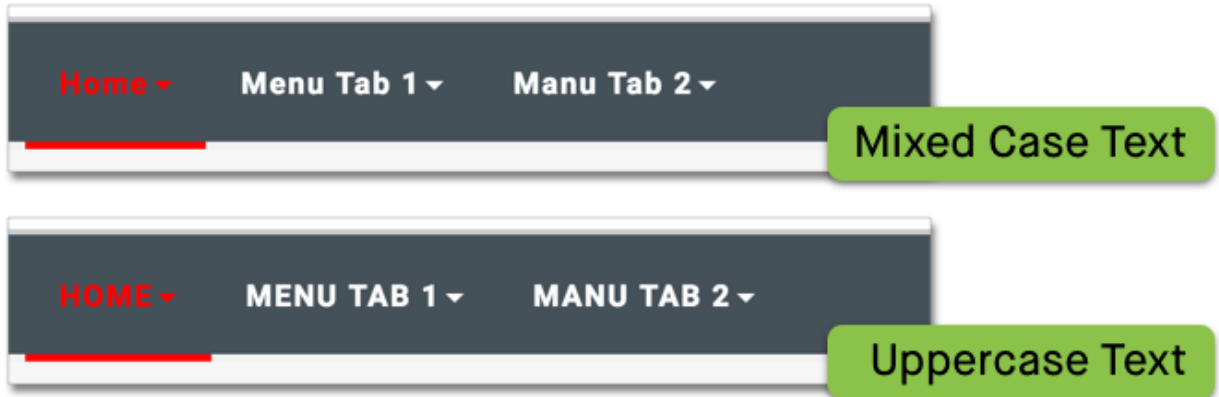 Home Menu Tab 1 Manu Tab 2
Mixed Case Text
HOME MENU TAB 1 MANU TAB 2
Uppercase Text